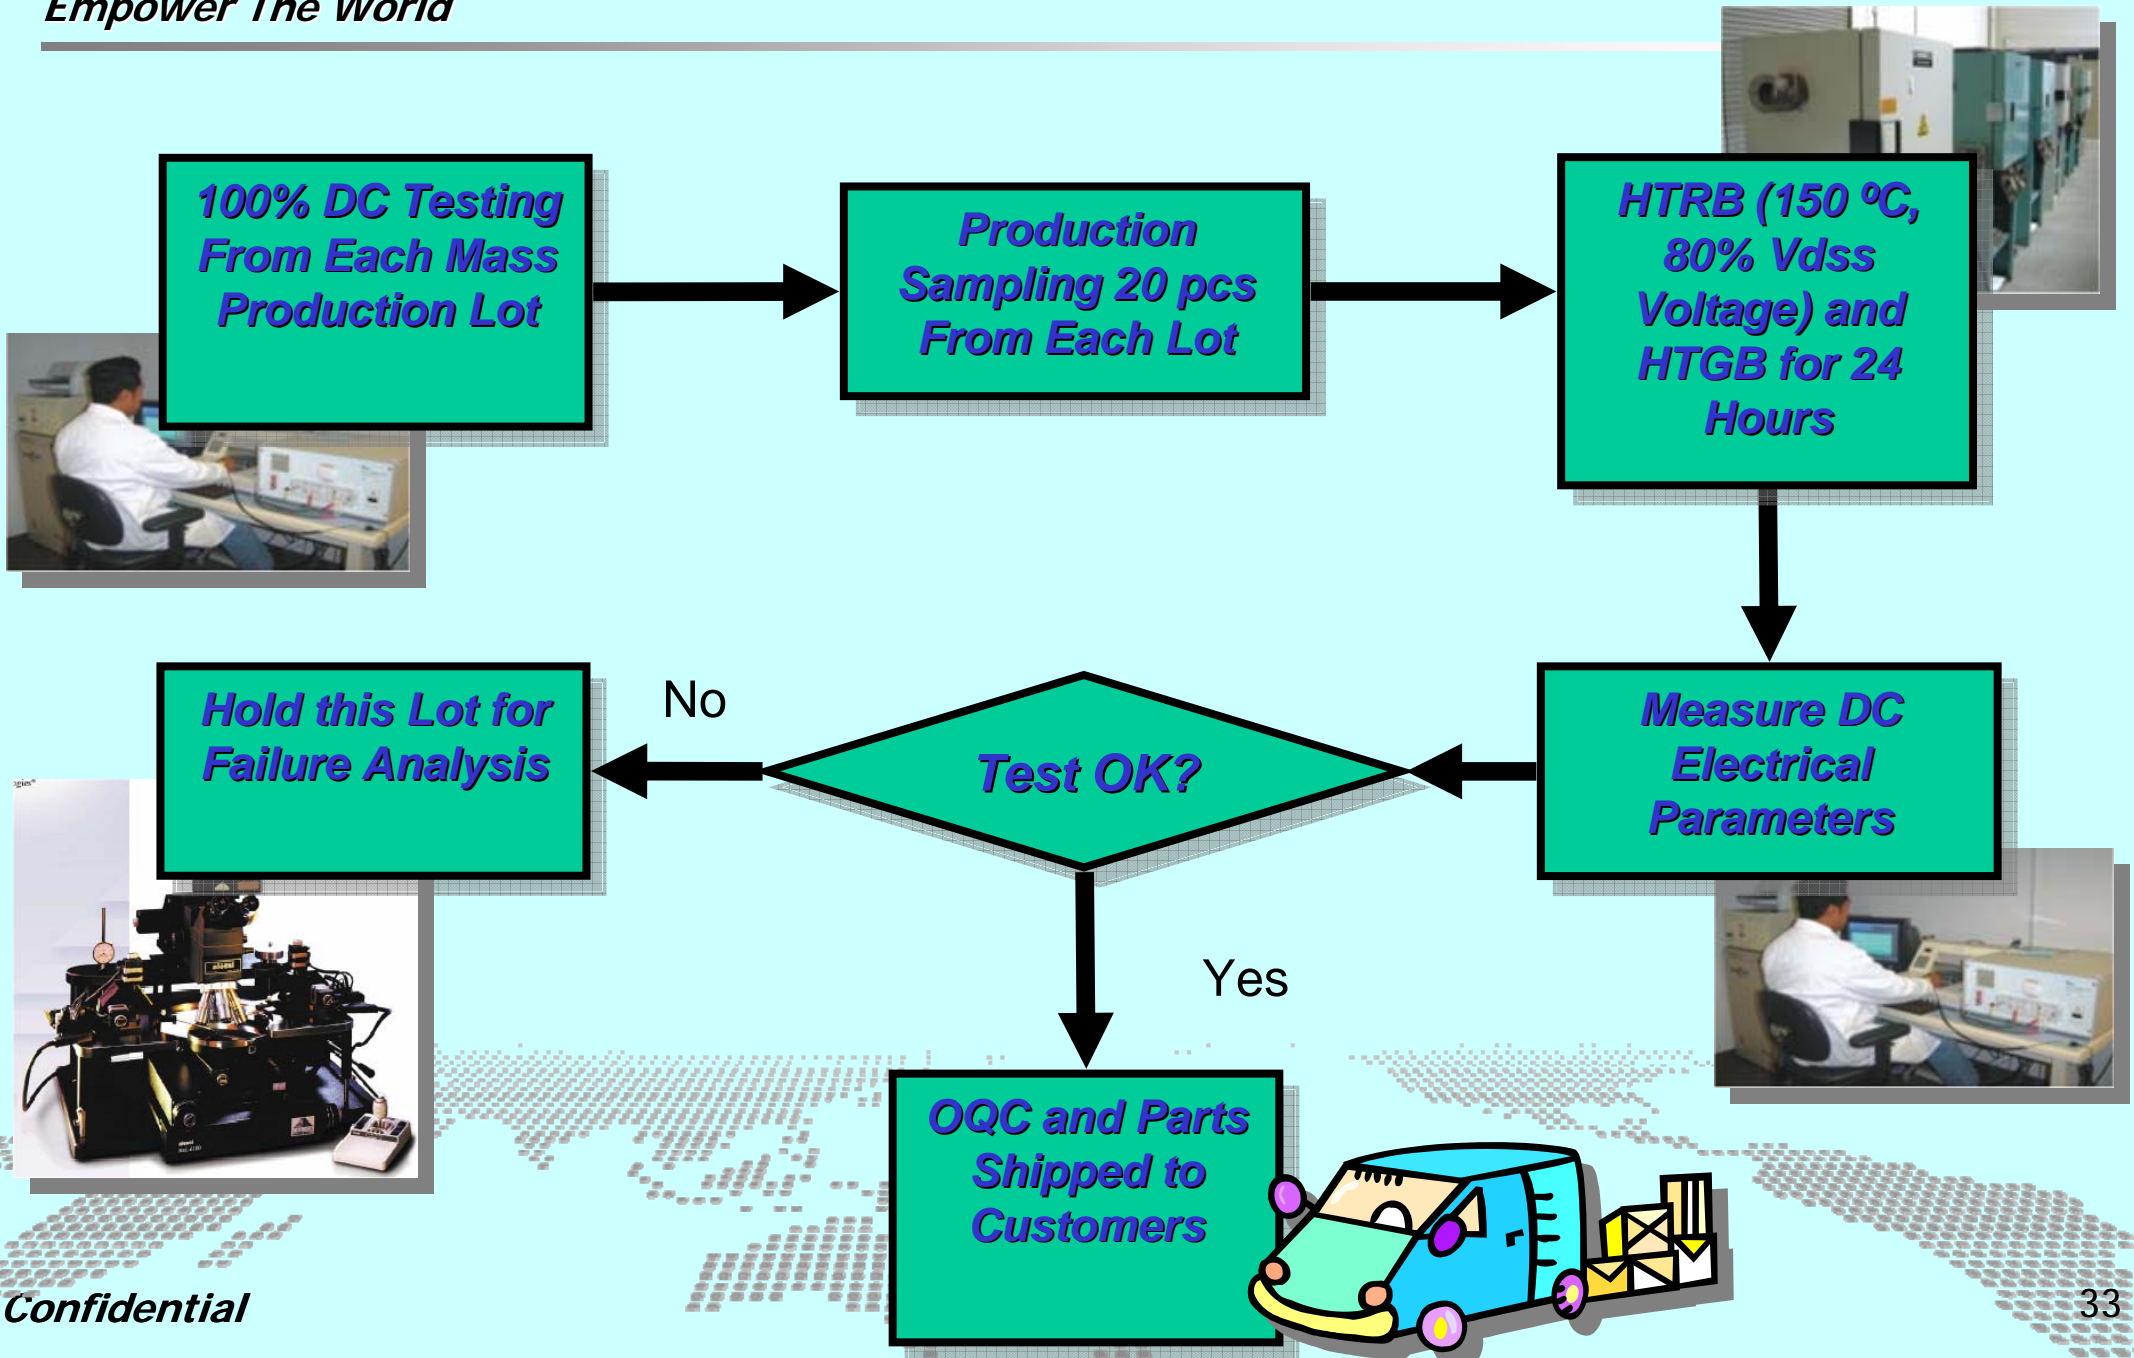 Empower The World
100% DC Testing
From Each Mass
Production Lot
Production
Sampling 20 pcs
From Each Lot
HTRB (150 ºC,
80% Vdss
Voltage) and
HTGB for 24
Hours
Measure DC
Electrical
Parameters
Test OK?
No
Hold this Lot for
Failure Analysis
Yes
OQC and Parts
Shipped to
Customers
Confidential
33